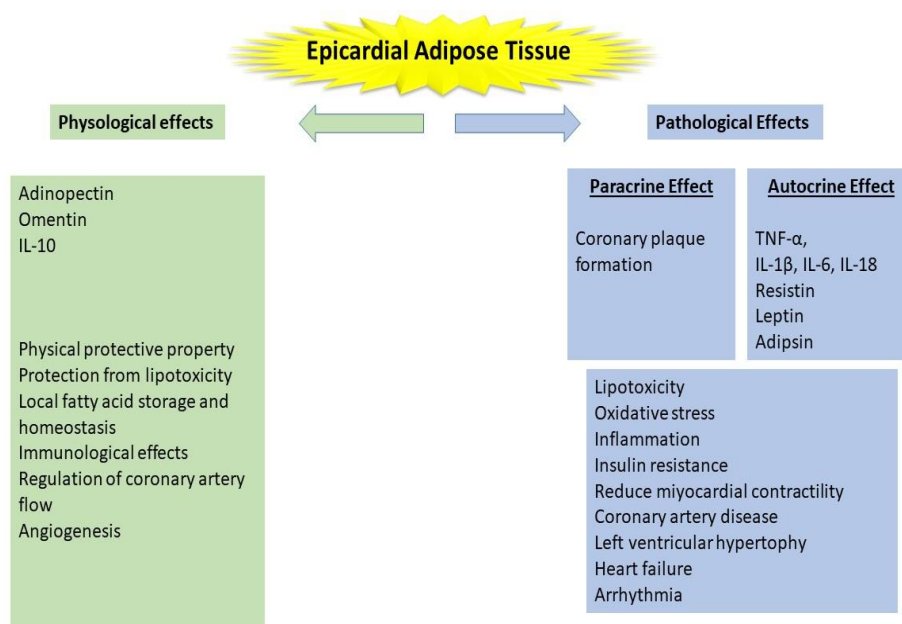 Epicardial Adipose Tissue
Physological effects
Pathological Effects
Adinopectin
Omentin
IL-10
Physical protective property
Protection from lipotoxicity
Local fatty acid storage and
homeostasis
Immunological effects
Regulation of coronary artery
flow
Angiogenesis
Paracrine Effect
Coronary plaque
formation
Autocrine Effect
TNF-α,
IL-1β, IL-6, IL-18
Resistin
Leptin
Adipsin
Lipotoxicity
Oxidative stress
Inflammation
Insulin resistance
Reduce miyocardial contractility
Coronary artery disease
Left ventricular hypertophy
Heart failure
Arrhythmia